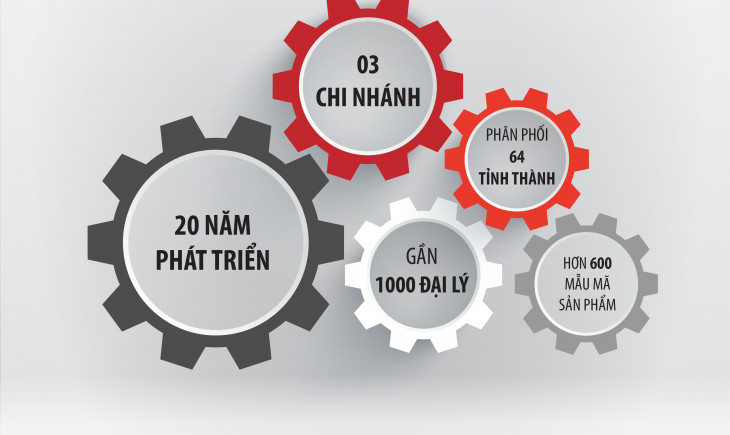 03
CHI NHÁNH
PHÂN PHỐI
64
TỈNH THÀNH
20 NĂM
PHÁT TRIỂN
GẦN
1000 ĐẠI LÝ
HƠN 600
MẪU MÃ
SẢN PHẨM